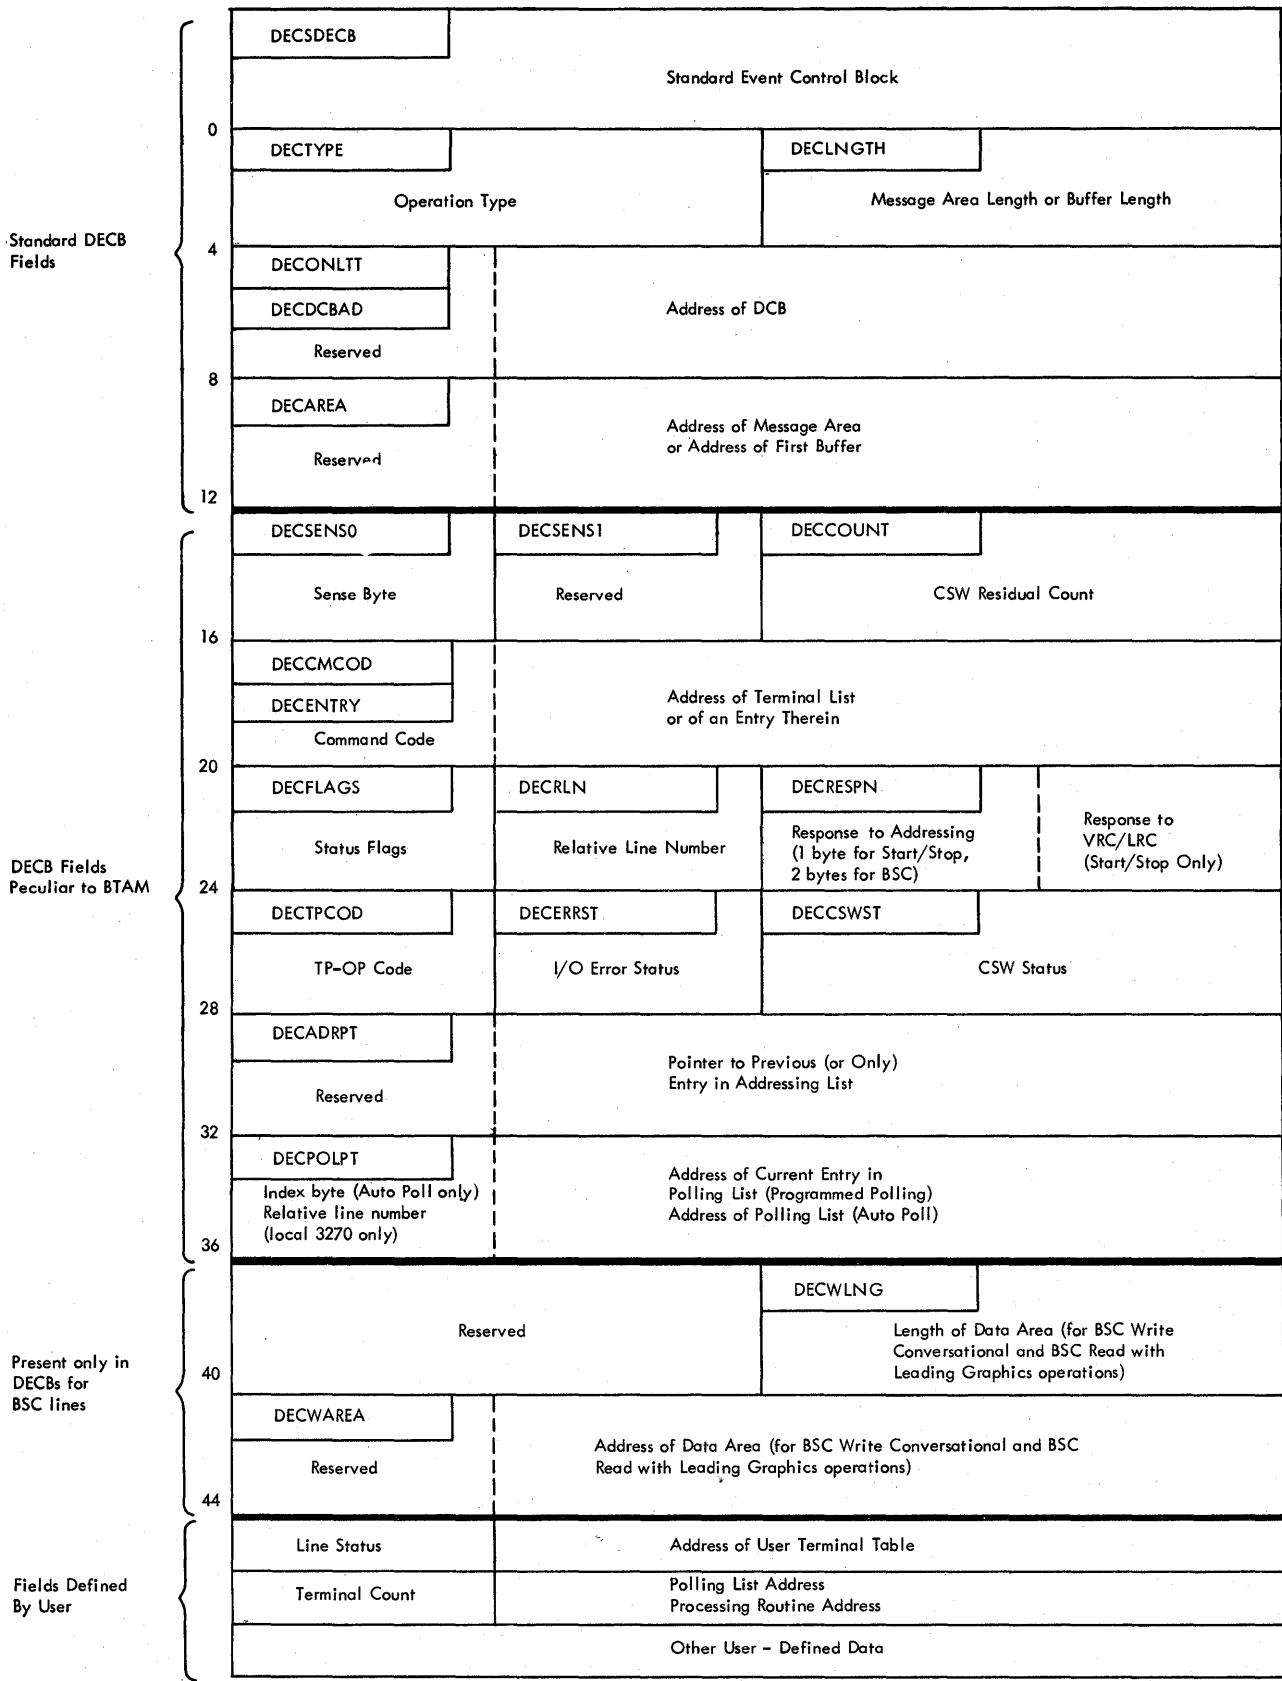 DECSDECB
Standard Event Control Block
0
DECTYPE
DECLNGTH
Operation Type
Message Area Length or Buffer Length
Standard DECB
Fields
4
DECONLTT
DECDCBAD
Address of DCB
Reserved
8
DECAREA
Address of Message Area
or Address of First Buffer
Reserved
12
DECSENS0
DECSENS1
DECCOUNT
Sense Byte
Reserved
CSW Residual Count
16
DECCMCOD
DECENTRY
Address of Terminal List
or of an Entry Therein
Command Code
20
DECFLAGS
DECRLN
DECRESPN
Status Flags
Relative Line Number
Response to Addressing
(1 byte for Start/Stop,
2 bytes for BSC)
Response to
VRC/LRC
(Start/Stop Only)
DECB Fields
Peculiar to BTAM
24
DECTPCOD
DECERRST
DECCSWST
TP-OP Code
I/O Error Status
CSW Status
28
DECADRPT
Pointer to Previous (or Only)
Entry in Addressing List
Reserved
32
DECPOLPT
Index byte (Auto Poll only)
Relative line number
(local 3270 only)
Address of Current Entry in
Polling List (Programmed Polling)
Address of Polling List (Auto Poll)
36
DECWLNG
Reserved
Length of Data Area (for BSC Write
Conversational and BSC Read with
Leading Graphics operations)
Present only in
DECBs for
BSC lines
40
DECWAREA
Address of Data Area (for BSC Write Conversational and BSC
Read with Leading Graphics operations)
Reserved
44
Line Status
Address of User Terminal Table
Fields Defined
By User
Terminal Count
Polling List Address
Processing Routine Address
Other User - Defined Data